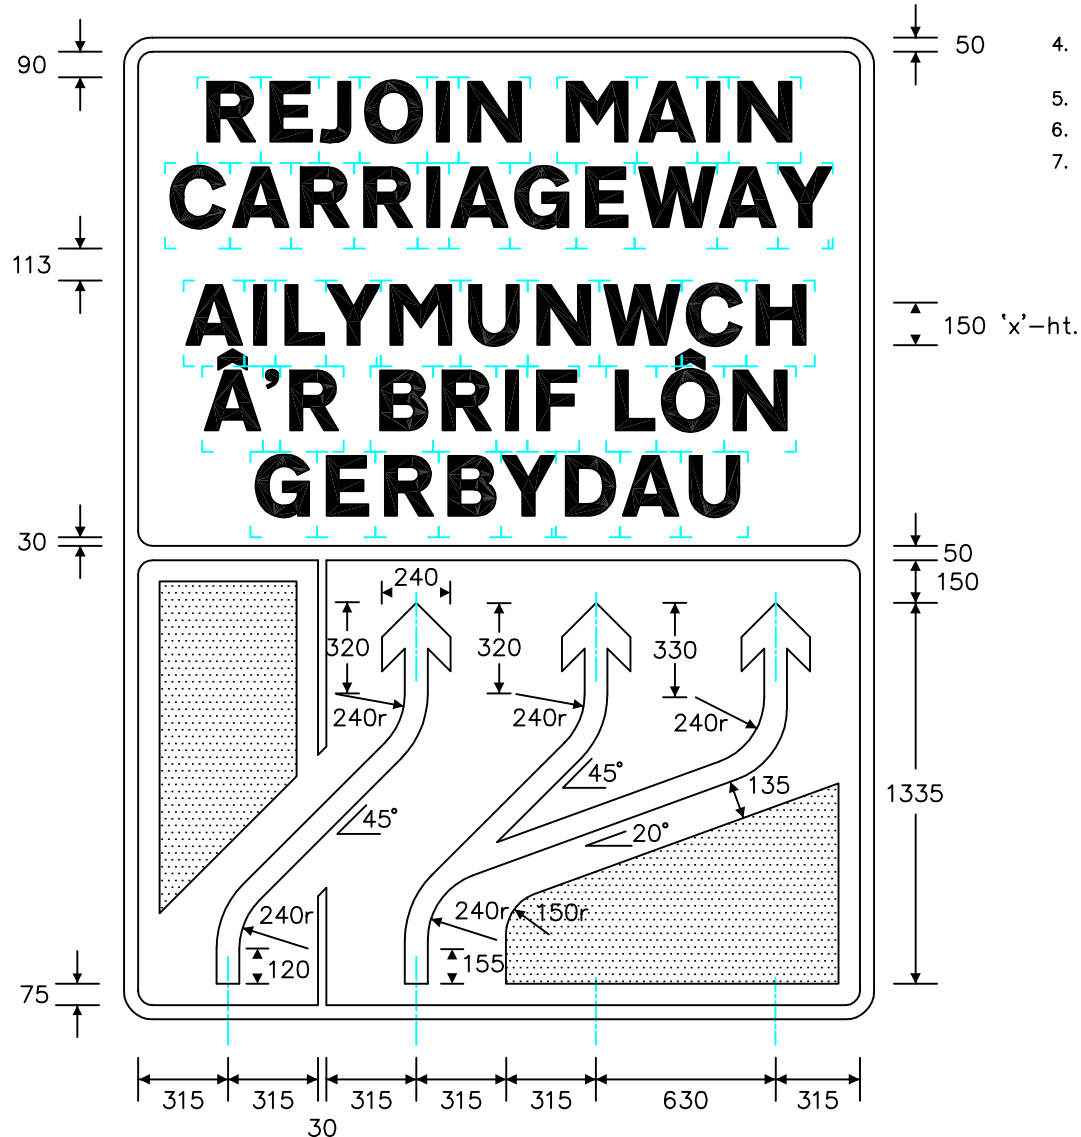 50
4.
90
REJOIN MAIN
5.
6.
7.
CARRIAGEWAY
113
AILYMUNWCH
150 ‘x’-ht.
Â’R BRIF LÔN
GERBYDAU
30
50
240
150
320
320
330
240r
240r
240r
45°
135
1335
45°
20°
240r
240r
150r
120
155
75
315
315
315
315
315
630
315
30